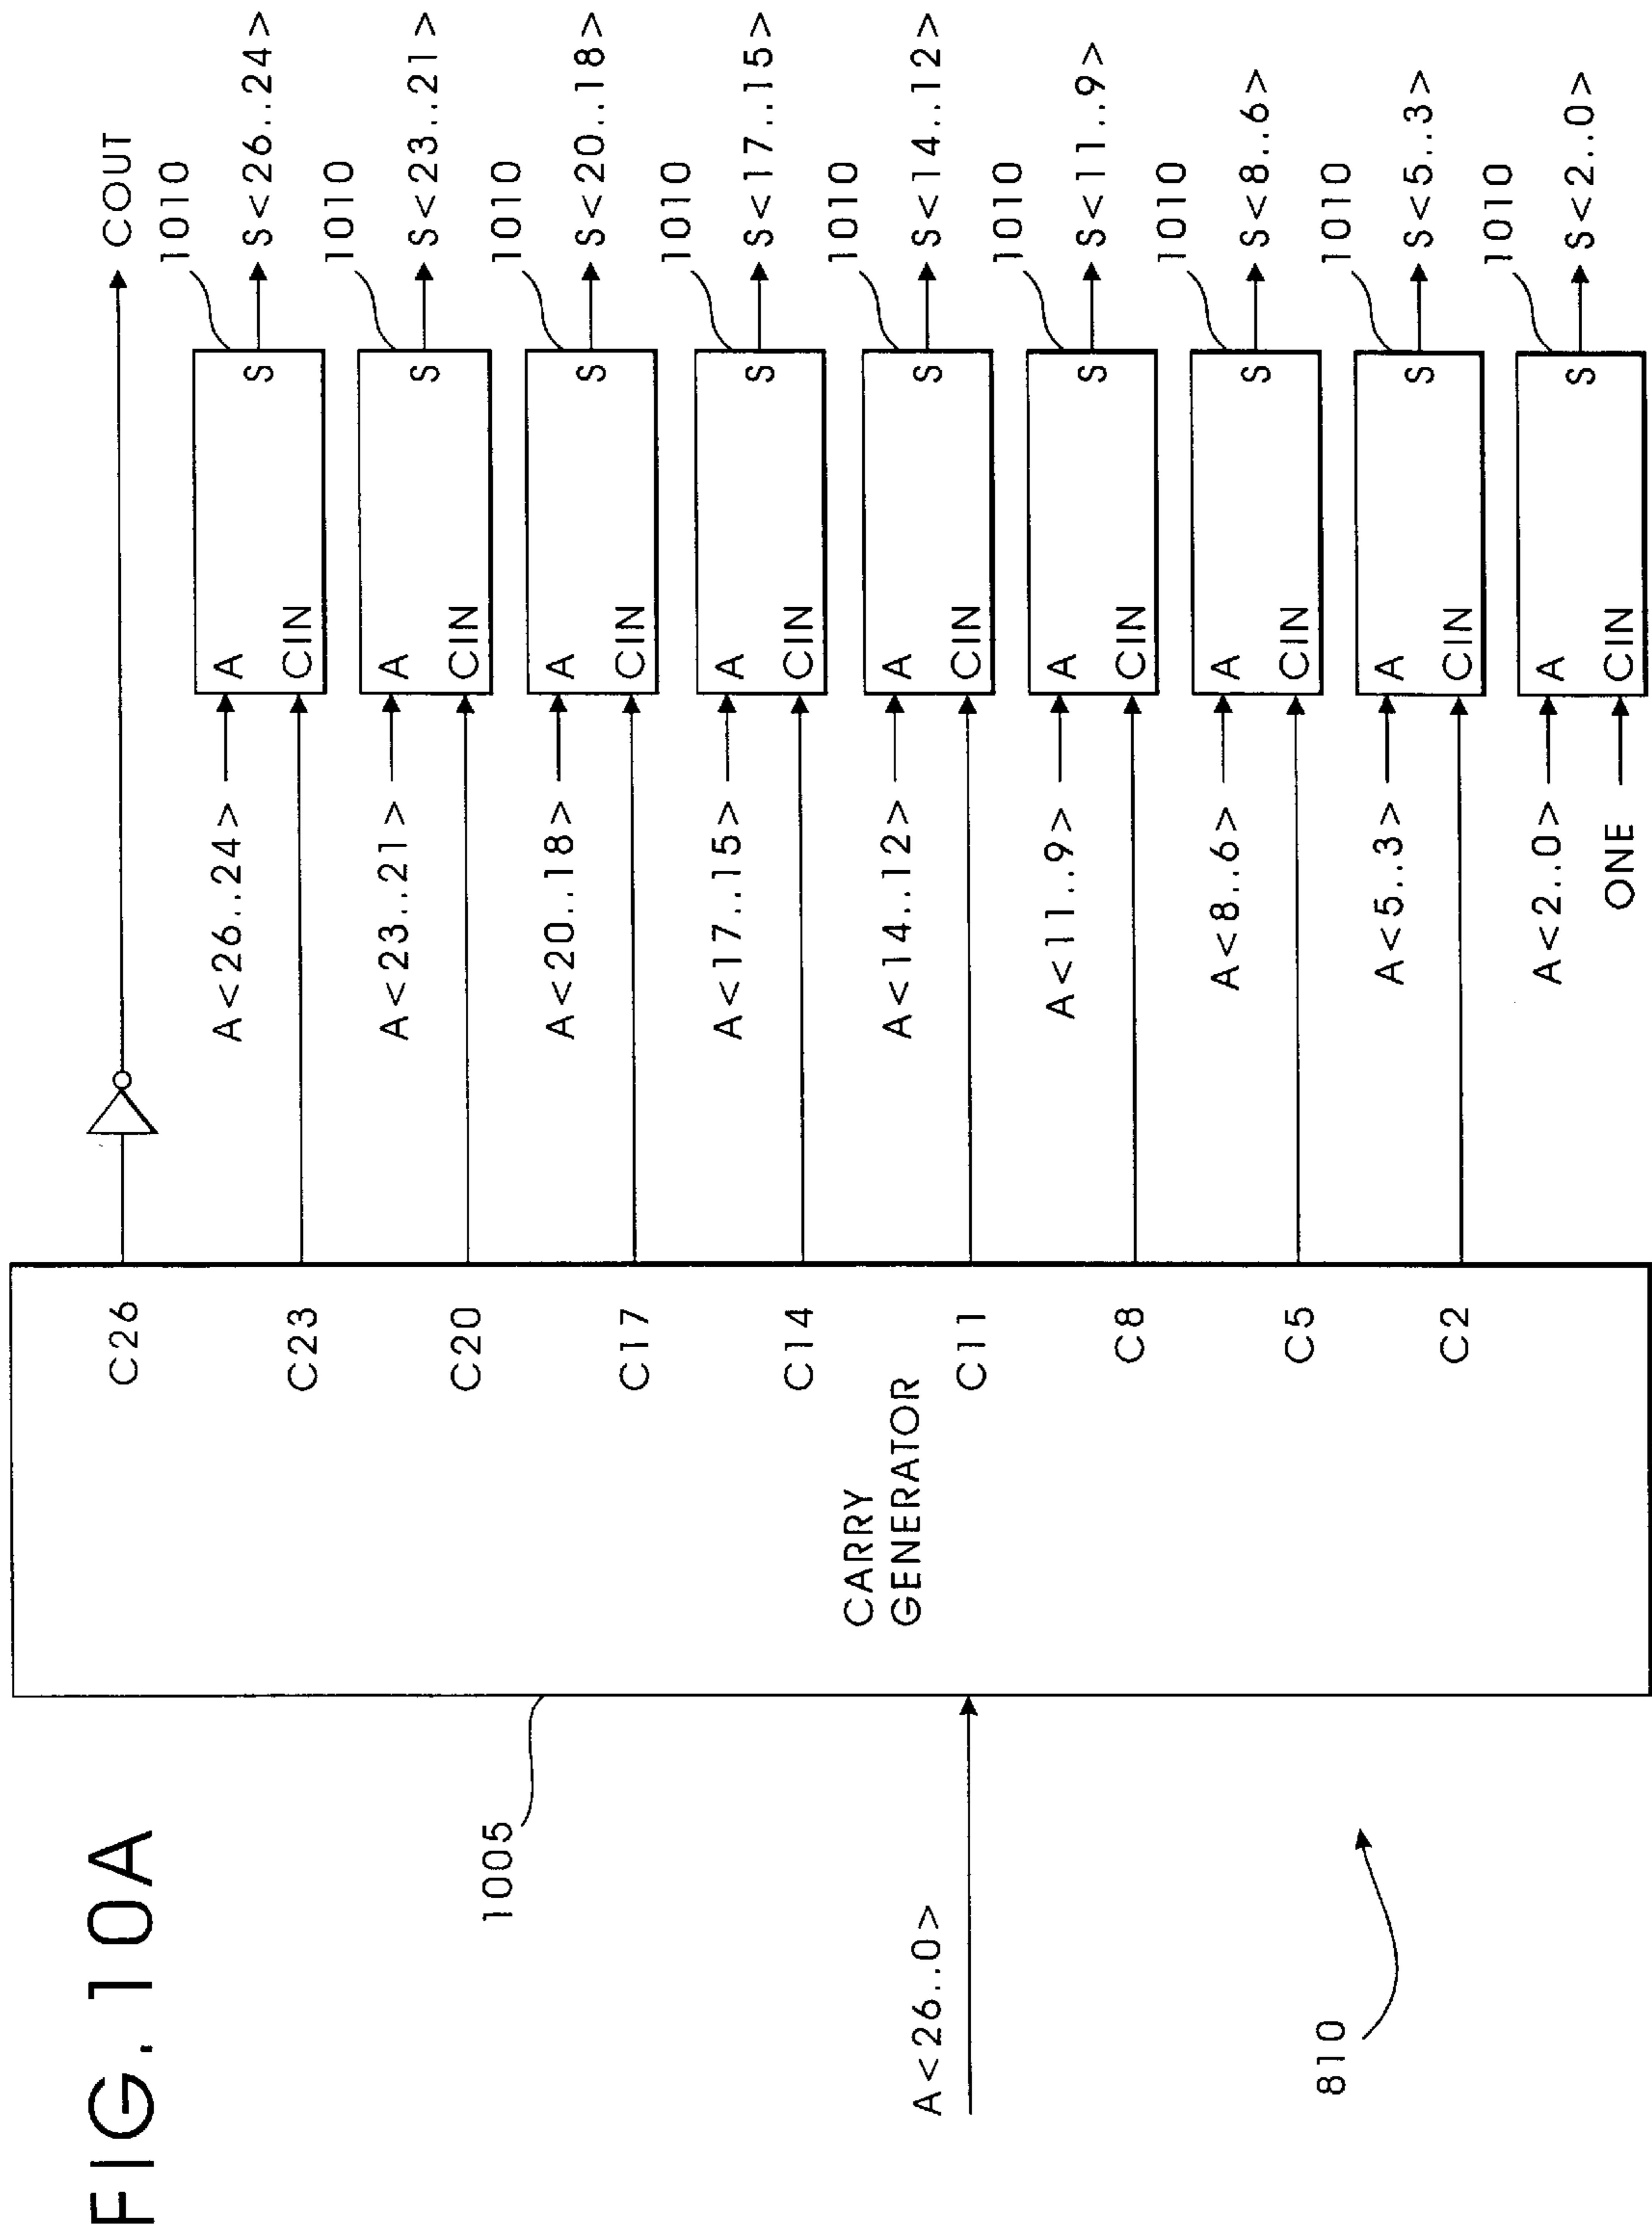 FIG. 10A
810
A<26..0>
1005
CARRY
GENERATOR
C26
C23
C20
C17
C14
C11
C8
C5
C2
COUT
A<26..24>
A
CIN
S
1010
S<26..24>
A<23..21>
A
CIN
S
1010
S<23..21>
A<20..18>
A
CIN
S
1010
S<20..18>
A<17..15>
A
CIN
S
1010
S<17..15>
A<14..12>
A
CIN
S
1010
S<14..12>
A<11..9>
A
CIN
S
1010
S<11..9>
A<8..6>
A
CIN
S
1010
S<8..6>
A<5..3>
A
CIN
S
1010
S<5..3>
A<2..0>
ONE
A
CIN
S
1010
S<2..0>